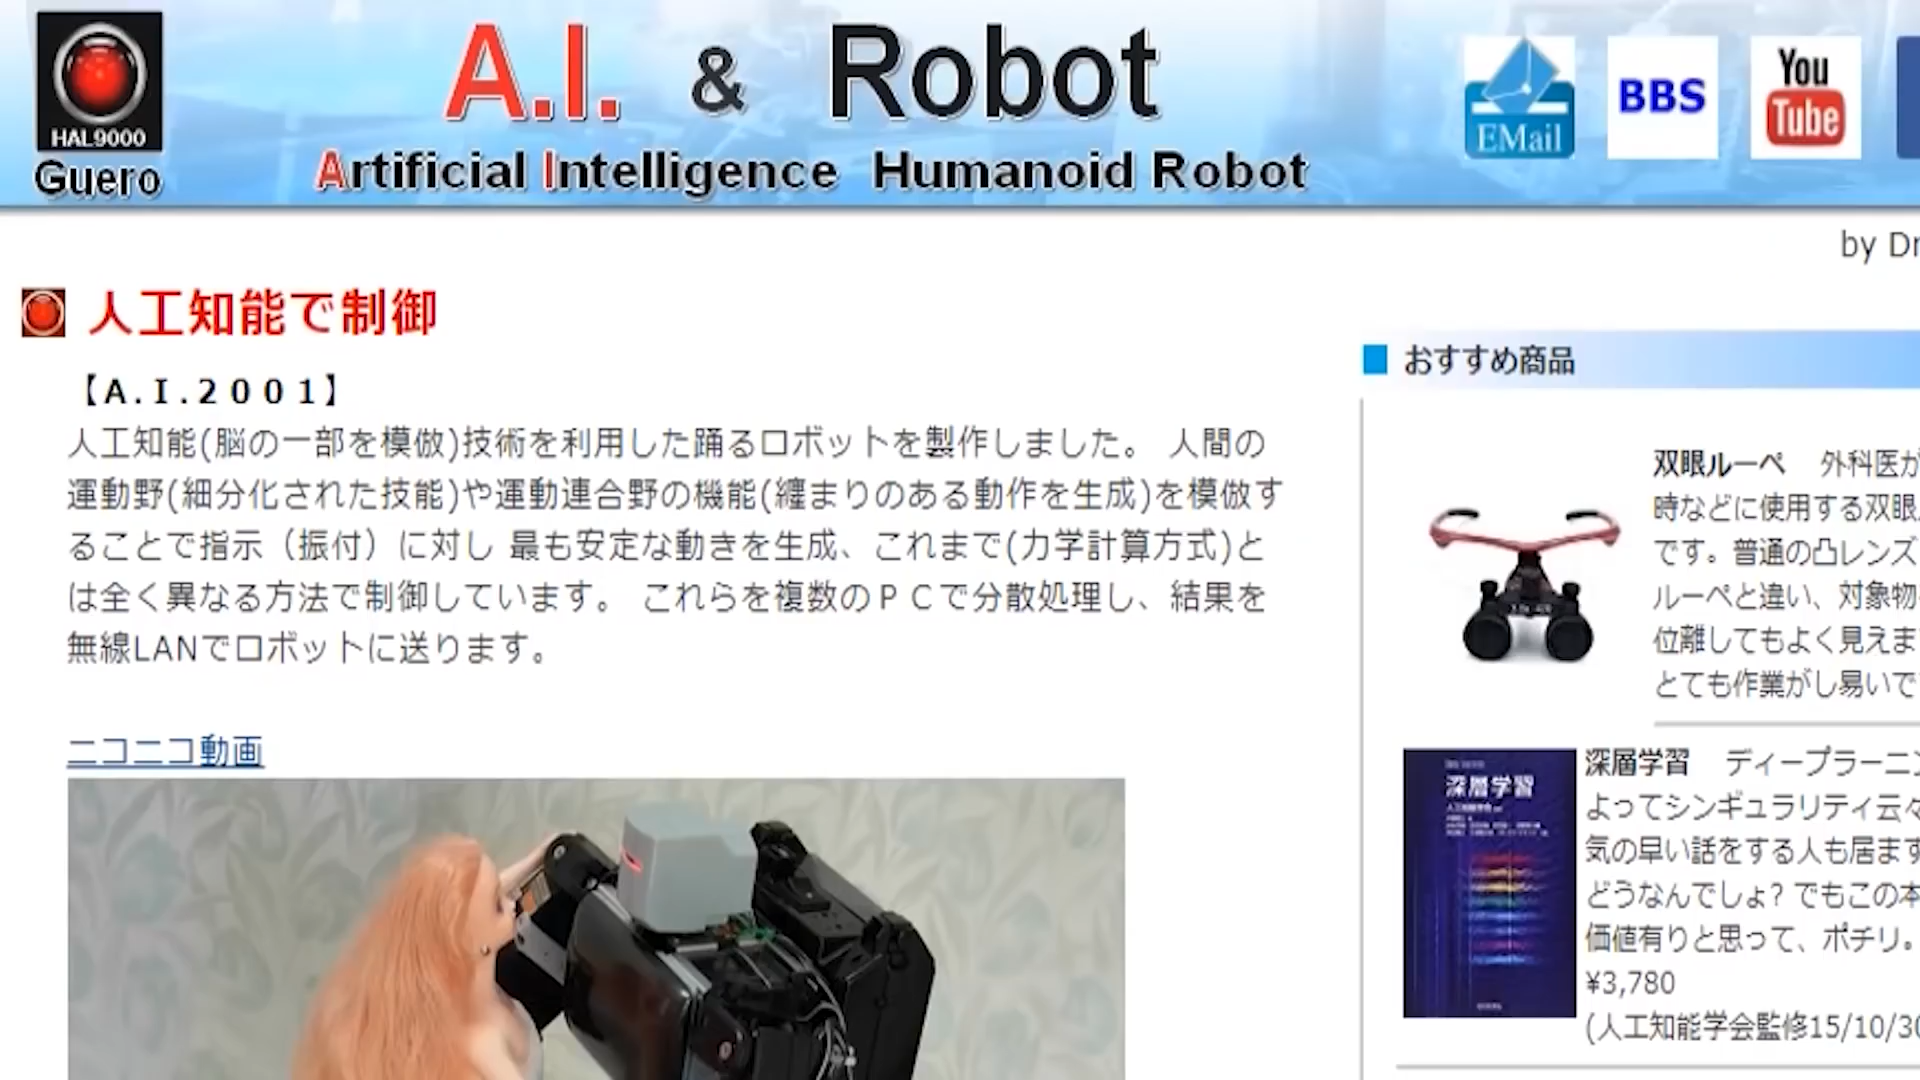 HAL9000
Guero
A.I. & Robot
Artificial Intelligence Humanoid Robot
EMail
BBS
You
Tube
by Dr
人工知能で制御
【A.I.2001】
人工知能(脳の一部を模倣)技術を利用した踊るロボットを製作しました。 人間の
運動野(細分化された技能)や運動連合野の機能(纏まりのある動作を生成)を模倣す
ることで指示（振付）に対し 最も安定な動きを生成、これまで(力学計算方式)と
は全く異なる方法で制御しています。 これらを複数のＰＣで分散処理し、結果を
無線LANでロボットに送ります。
ニコニコ動画
おすすめ商品
双眼ルーペ 外科医が
時などに使用する双眼
です。普通の凸レンズ
ルーペと違い、対象物
位離してもよく見えま
とても作業がし易いで
深層学習
深層学習 ディープラーニン
よってシンギュラリティ云々
気の早い話をする人も居ます
どうなんでしょ? でもこの本
価値有りと思って、ポチリ。
¥3,780
(人工知能学会監修15/10/30